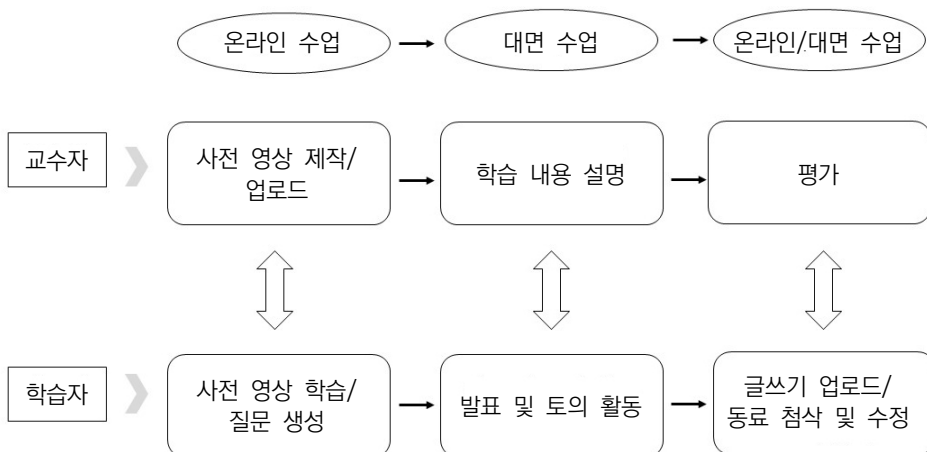 온라인 수업
대면 수업
온라인/대면 수업
교수자
사전 영상 제작/
업로드
학습 내용 설명
평가
학습자
사전 영상 학습/
질문 생성
발표 및 토의 활동
글쓰기 업로드/
동료 첨삭 및 수정